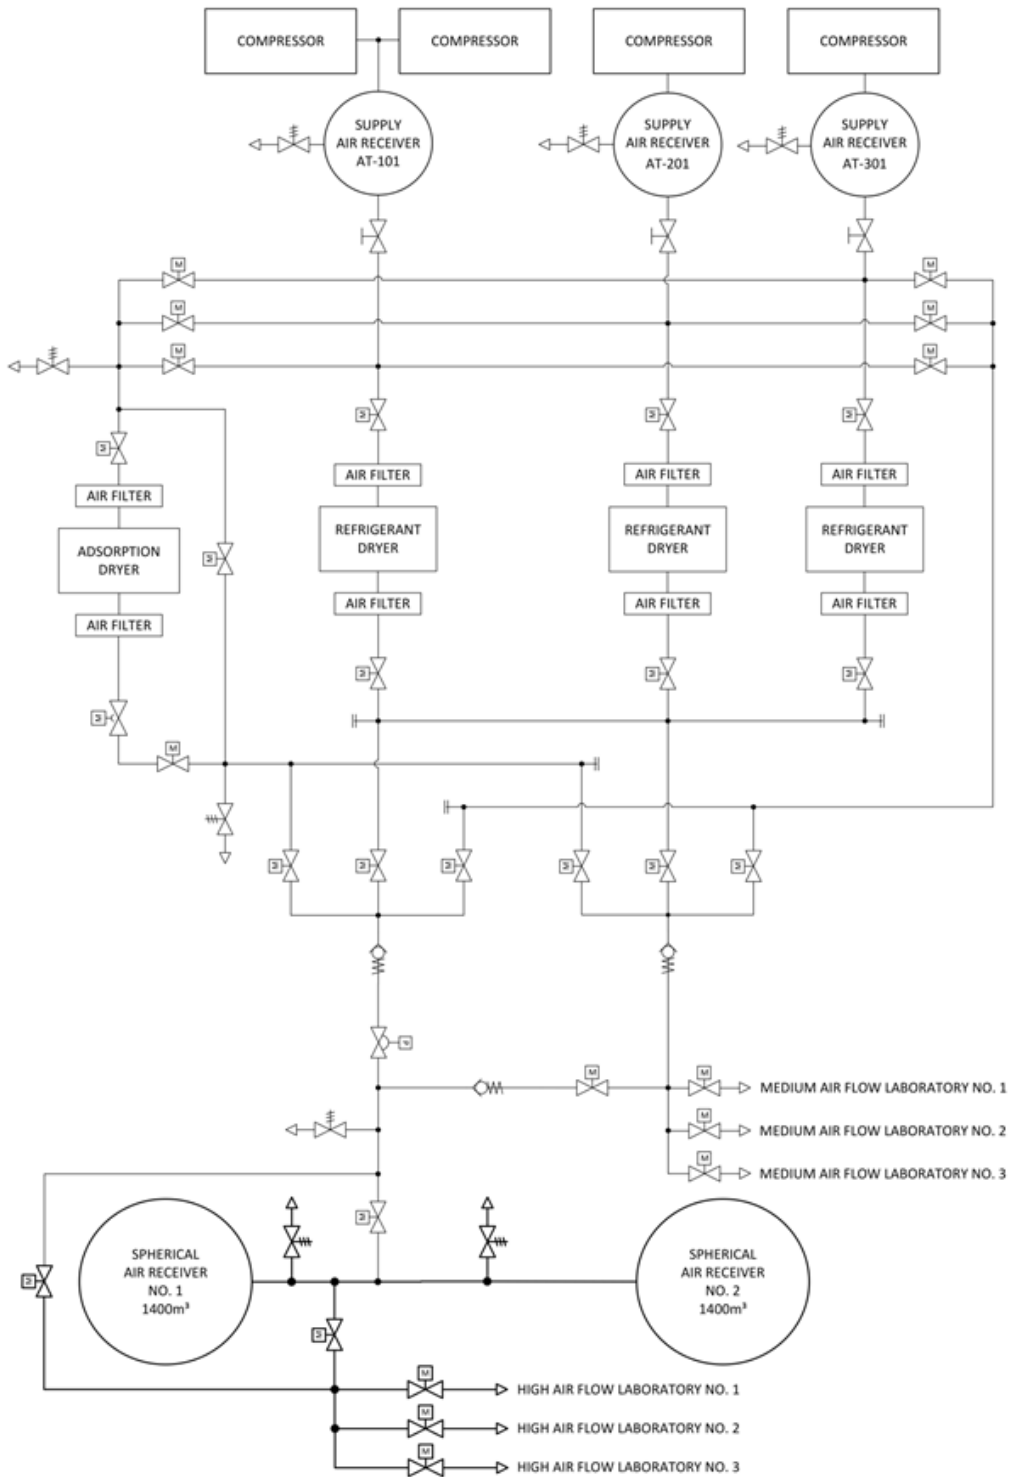 COMPRESSOR
COMPRESSOR
COMPRESSOR
COMPRESSOR
SUPPLY
AIR RECEIVER
AT-101
SUPPLY
AIR RECEIVER
AT-201
SUPPLY
AIR RECEIVER
AT-301
M
M
M
M
M
M
M
M
M
M
AIR FILTER
AIR FILTER
AIR FILTER
AIR FILTER
ADSORPTION
DRYER
M
REFRIGERANT
DRYER
REFRIGERANT
DRYER
REFRIGERANT
DRYER
AIR FILTER
AIR FILTER
AIR FILTER
AIR FILTER
M
M
M
M
M
M
M
M
M
M
M
P
M
M
MEDIUM AIR FLOW LABORATORY NO. 1
M
MEDIUM AIR FLOW LABORATORY NO. 2
M
MEDIUM AIR FLOW LABORATORY NO. 3
M
SPHERICAL
AIR RECEIVER
NO. 1
1400m³
SPHERICAL
AIR RECEIVER
NO. 2
1400m³
M
M
M
HIGH AIR FLOW LABORATORY NO. 1
M
HIGH AIR FLOW LABORATORY NO. 2
M
HIGH AIR FLOW LABORATORY NO. 3